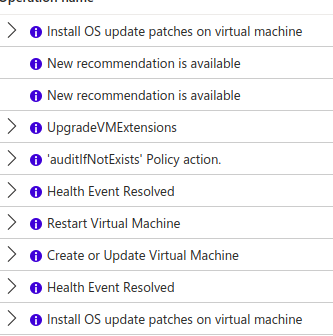 Operation name
Install OS update patches on virtual machine
New recommendation is available
New recommendation is available
UpgradeVMExtensions
'auditIfNotExists' Policy action.
Health Event Resolved
Restart Virtual Machine
Create or Update Virtual Machine
Health Event Resolved
Install OS update patches on virtual machine